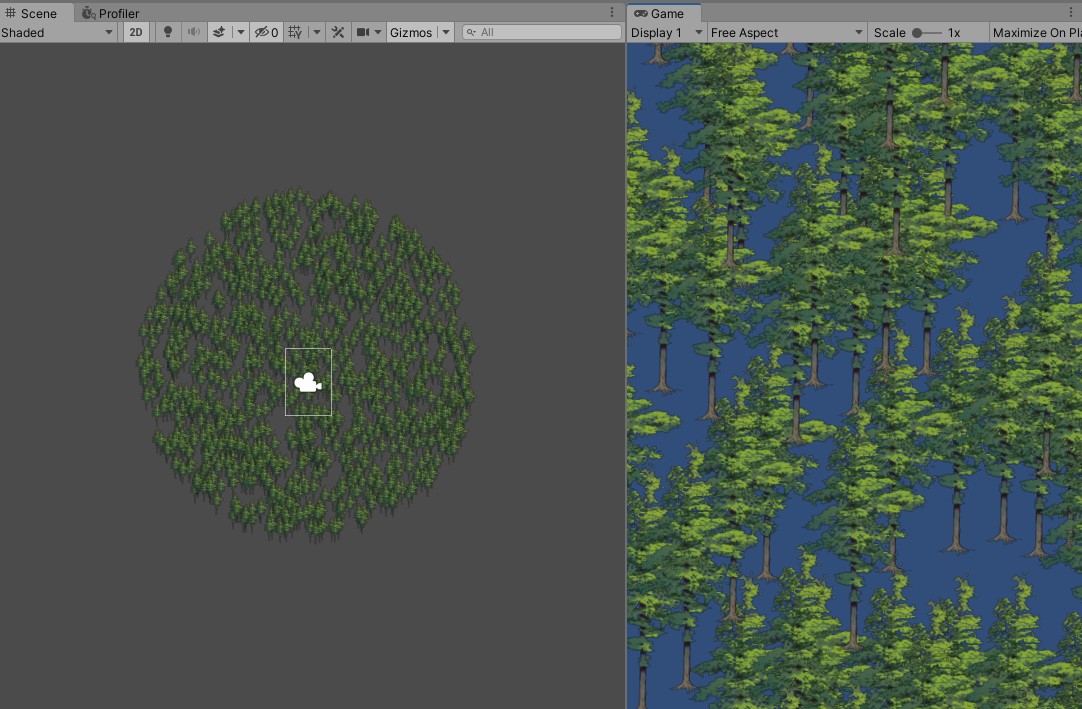 Scene Profiler Game
Shaded 2D 0 Gizmos All Display 1 Free Aspect Scale 1x Maximize On Pl